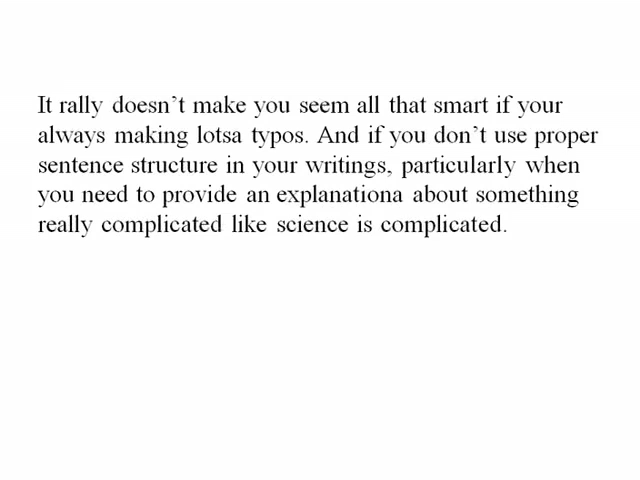 It rally doesn’t make you seem all that smart if your
always making lotsa typos. And if you don’t use proper
sentence structure in your writings, particularly when
you need to provide an explanationa about something
really complicated like science is complicated.